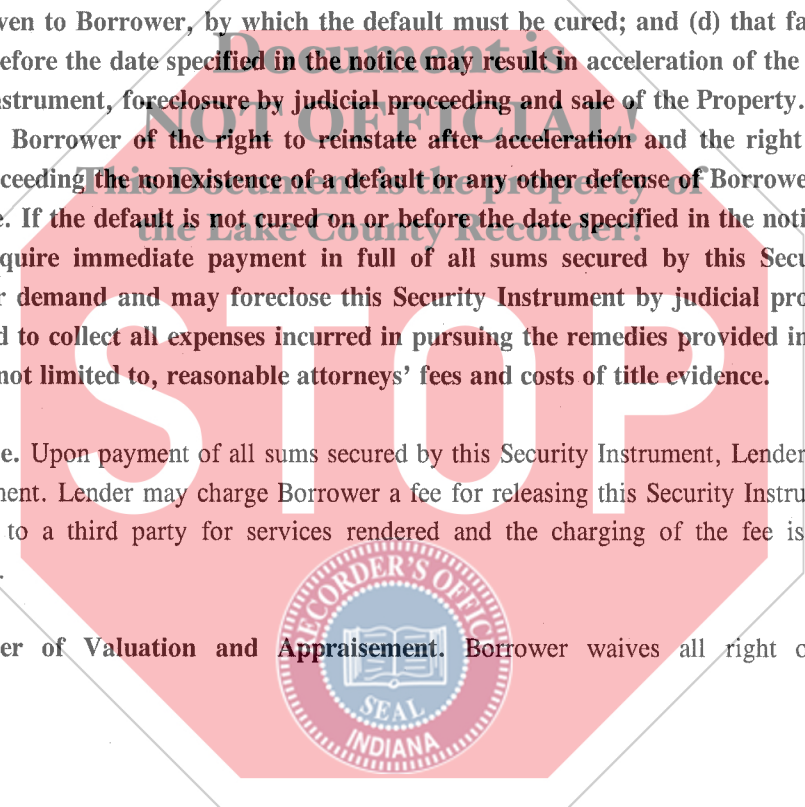 ven to Borrower, by which the default must be cured; and (d) that fa
efore the date specified in the notice may result in acceleration of the
nstrument, foreclosure by judicial proceeding and sale of the Property.
Borrower of the right to reinstate after acceleration and the right
ceeding the nonexistence of a default or any other defense of Borrowe
e. If the default is not cured on or before the date specified in the noti
quire immediate payment in full of all sums secured by this Secu
r demand and may foreclose this Security Instrument by judicial pro
d to collect all expenses incurred in pursuing the remedies provided in
not limited to, reasonable attorneys' fees and costs of title evidence.
e. Upon payment of all sums secured by this Security Instrument, Lender
ment. Lender may charge Borrower a fee for releasing this Security Instru
to a third party for services rendered and the charging of the fee is
.
er of Valuation and Appraisement. Borrower waives all right o
Document is
NOT OFFICIAL!
This Document is the property of
the Lake County Recorder!
STOP
RECORDER'S OFFICE
SEAL
INDIANA